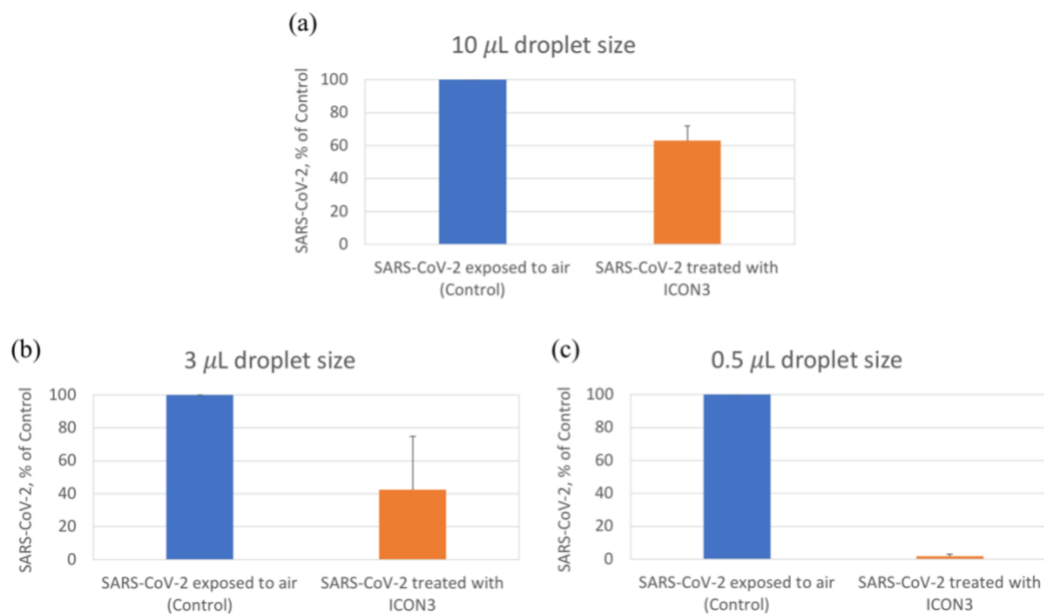 (a)
10 μL droplet size
SARS-CoV-2, % of Control
100
80
60
40
20
0
SARS-CoV-2 exposed to air
(Control)
SARS-CoV-2 treated with
ICON3
(b)
3 μL droplet size
SARS-CoV-2, % of Control
100
80
60
40
20
0
SARS-CoV-2 exposed to air
(Control)
SARS-CoV-2 treated with
ICON3
(c)
0.5 μL droplet size
SARS-CoV-2, % of Control
100
80
60
40
20
0
SARS-CoV-2 exposed to air
(Control)
SARS-CoV-2 treated with
ICON3